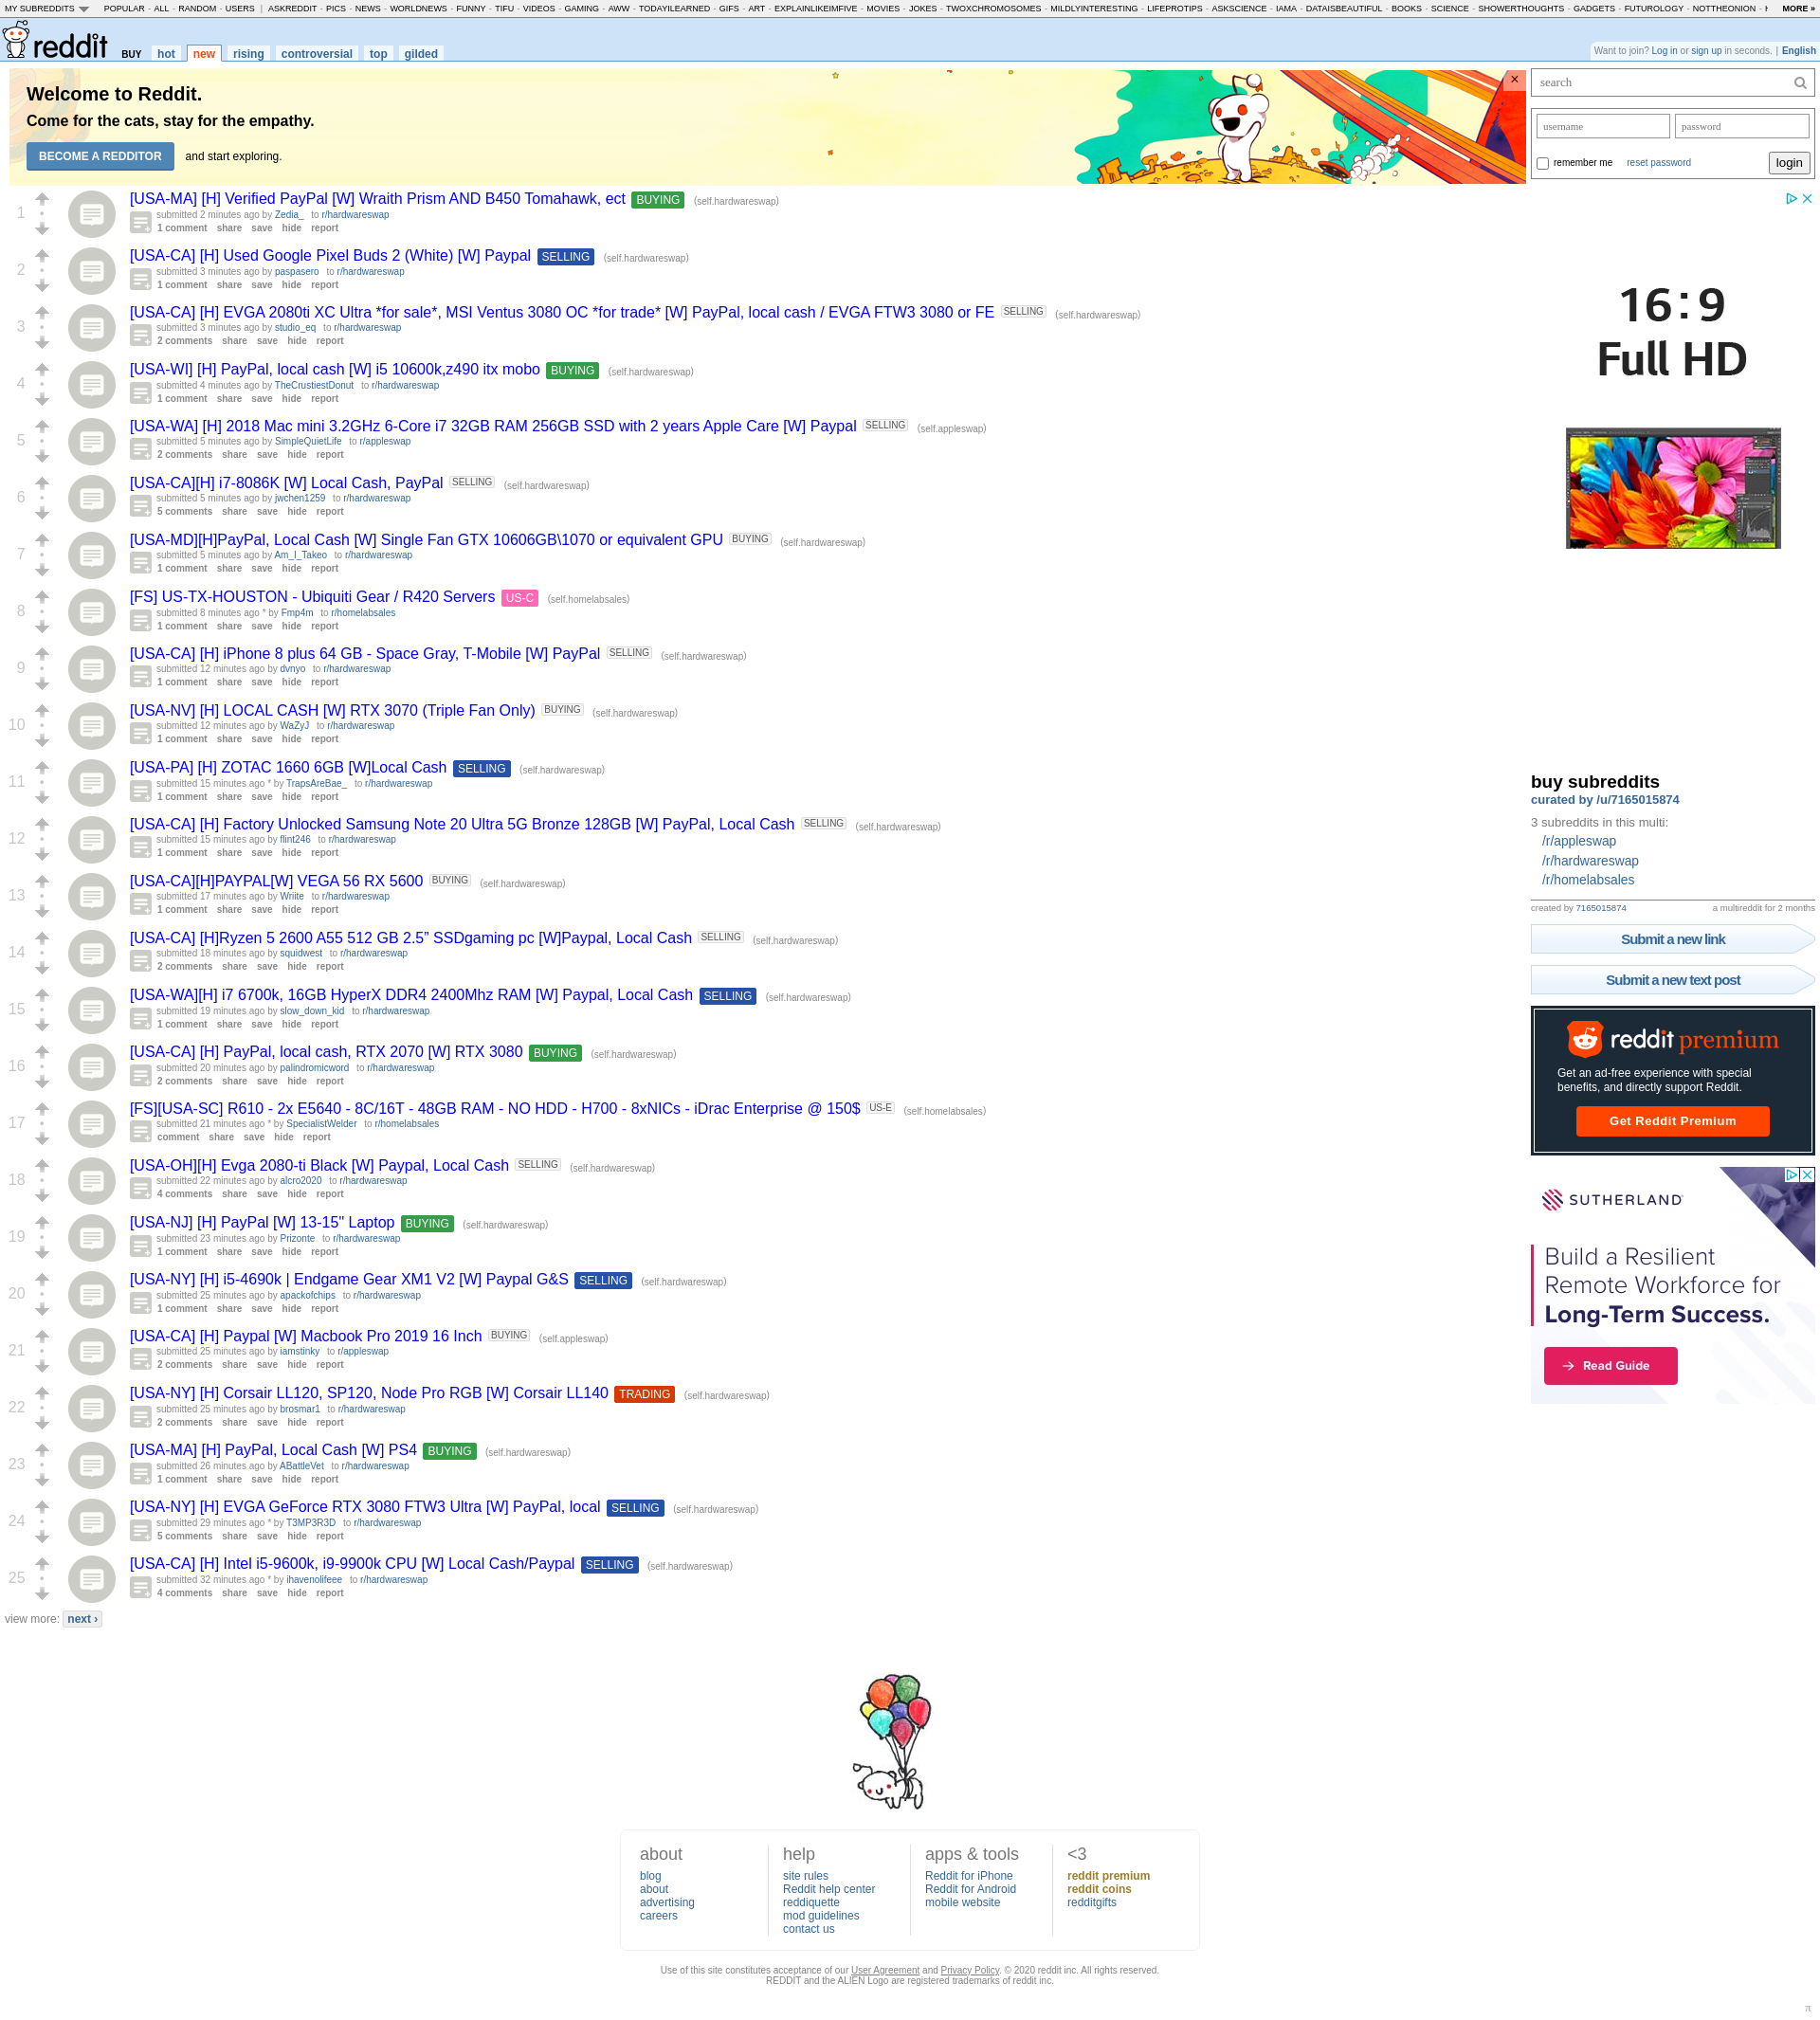 MY SUBREDDITS POPULAR - ALL - RANDOM - USERS | ASKREDDIT - PICS - NEWS - WORLDNEWS - FUNNY - TIFU - VIDEOS - GAMING - AWW - TODAYILEARNED - GIFS - ART - EXPLAINLIKEIMFIVE - MOVIES - JOKES - TWOXCHROMOSOMES - MILDLYINTERESTING - LIFEPROTIPS - ASKSCIENCE - IAMA - DATAISBEAUTIFUL - BOOKS - SCIENCE - SHOWERTHOUGHTS - GADGETS - FUTUROLOGY - NOTTHEONION - MORE »
reddit BUY hot new rising controversial top gilded
Want to join? Log in or sign up in seconds. | English
Welcome to Reddit.
Come for the cats, stay for the empathy.
BECOME A REDDITOR and start exploring.
×
search
username password
remember me reset password login
1
[USA-MA] [H] Verified PayPal [W] Wraith Prism AND B450 Tomahawk, ect BUYING (self.hardwareswap)
submitted 2 minutes ago by Zedia_ to r/hardwareswap
1 comment share save hide report
2
[USA-CA] [H] Used Google Pixel Buds 2 (White) [W] Paypal SELLING (self.hardwareswap)
submitted 3 minutes ago by paspasero to r/hardwareswap
1 comment share save hide report
3
[USA-CA] [H] EVGA 2080ti XC Ultra *for sale*, MSI Ventus 3080 OC *for trade* [W] PayPal, local cash / EVGA FTW3 3080 or FE SELLING (self.hardwareswap)
submitted 3 minutes ago by studio_eq to r/hardwareswap
2 comments share save hide report
4
[USA-WI] [H] PayPal, local cash [W] i5 10600k,z490 itx mobo BUYING (self.hardwareswap)
submitted 4 minutes ago by TheCrustiestDonut to r/hardwareswap
1 comment share save hide report
5
[USA-WA] [H] 2018 Mac mini 3.2GHz 6-Core i7 32GB RAM 256GB SSD with 2 years Apple Care [W] Paypal SELLING (self.appleswap)
submitted 5 minutes ago by SimpleQuietLife to r/appleswap
2 comments share save hide report
6
[USA-CA][H] i7-8086K [W] Local Cash, PayPal SELLING (self.hardwareswap)
submitted 5 minutes ago by jwchen1259 to r/hardwareswap
5 comments share save hide report
7
[USA-MD][H]PayPal, Local Cash [W] Single Fan GTX 10606GB\1070 or equivalent GPU BUYING (self.hardwareswap)
submitted 5 minutes ago by Am_I_Takeo to r/hardwareswap
1 comment share save hide report
8
[FS] US-TX-HOUSTON - Ubiquiti Gear / R420 Servers US-C (self.homelabsales)
submitted 8 minutes ago * by Fmp4m to r/homelabsales
1 comment share save hide report
9
[USA-CA] [H] iPhone 8 plus 64 GB - Space Gray, T-Mobile [W] PayPal SELLING (self.hardwareswap)
submitted 12 minutes ago by dvnyo to r/hardwareswap
1 comment share save hide report
10
[USA-NV] [H] LOCAL CASH [W] RTX 3070 (Triple Fan Only) BUYING (self.hardwareswap)
submitted 12 minutes ago by WaZyJ to r/hardwareswap
1 comment share save hide report
11
[USA-PA] [H] ZOTAC 1660 6GB [W]Local Cash SELLING (self.hardwareswap)
submitted 15 minutes ago * by TrapsAreBae_ to r/hardwareswap
1 comment share save hide report
12
[USA-CA] [H] Factory Unlocked Samsung Note 20 Ultra 5G Bronze 128GB [W] PayPal, Local Cash SELLING (self.hardwareswap)
submitted 15 minutes ago by flint246 to r/hardwareswap
1 comment share save hide report
13
[USA-CA][H]PAYPAL[W] VEGA 56 RX 5600 BUYING (self.hardwareswap)
submitted 17 minutes ago by Wriite to r/hardwareswap
1 comment share save hide report
14
[USA-CA] [H]Ryzen 5 2600 A55 512 GB 2.5” SSDgaming pc [W]Paypal, Local Cash SELLING (self.hardwareswap)
submitted 18 minutes ago by squidwest to r/hardwareswap
2 comments share save hide report
15
[USA-WA][H] i7 6700k, 16GB HyperX DDR4 2400Mhz RAM [W] Paypal, Local Cash SELLING (self.hardwareswap)
submitted 19 minutes ago by slow_down_kid to r/hardwareswap
1 comment share save hide report
16
[USA-CA] [H] PayPal, local cash, RTX 2070 [W] RTX 3080 BUYING (self.hardwareswap)
submitted 20 minutes ago by palindromicword to r/hardwareswap
2 comments share save hide report
17
[FS][USA-SC] R610 - 2x E5640 - 8C/16T - 48GB RAM - NO HDD - H700 - 8xNICs - iDrac Enterprise @ 150$ US-E (self.homelabsales)
submitted 21 minutes ago * by SpecialistWelder to r/homelabsales
comment share save hide report
18
[USA-OH][H] Evga 2080-ti Black [W] Paypal, Local Cash SELLING (self.hardwareswap)
submitted 22 minutes ago by alcro2020 to r/hardwareswap
4 comments share save hide report
19
[USA-NJ] [H] PayPal [W] 13-15" Laptop BUYING (self.hardwareswap)
submitted 23 minutes ago by Prizonte to r/hardwareswap
1 comment share save hide report
20
[USA-NY] [H] i5-4690k | Endgame Gear XM1 V2 [W] Paypal G&S SELLING (self.hardwareswap)
submitted 25 minutes ago by apackofchips to r/hardwareswap
1 comment share save hide report
21
[USA-CA] [H] Paypal [W] Macbook Pro 2019 16 Inch BUYING (self.appleswap)
submitted 25 minutes ago by iamstinky to r/appleswap
2 comments share save hide report
22
[USA-NY] [H] Corsair LL120, SP120, Node Pro RGB [W] Corsair LL140 TRADING (self.hardwareswap)
submitted 25 minutes ago by brosmar1 to r/hardwareswap
2 comments share save hide report
23
[USA-MA] [H] PayPal, Local Cash [W] PS4 BUYING (self.hardwareswap)
submitted 26 minutes ago by ABattleVet to r/hardwareswap
1 comment share save hide report
24
[USA-NY] [H] EVGA GeForce RTX 3080 FTW3 Ultra [W] PayPal, local SELLING (self.hardwareswap)
submitted 29 minutes ago * by T3MP3R3D to r/hardwareswap
5 comments share save hide report
25
[USA-CA] [H] Intel i5-9600k, i9-9900k CPU [W] Local Cash/Paypal SELLING (self.hardwareswap)
submitted 32 minutes ago * by ihavenolifeee to r/hardwareswap
4 comments share save hide report
view more: next ›
16:9
Full HD
buy subreddits
curated by /u/7165015874
3 subreddits in this multi:
/r/appleswap
/r/hardwareswap
/r/homelabsales
created by 7165015874 a multireddit for 2 months
Submit a new link
Submit a new text post
reddit premium
Get an ad-free experience with special
benefits, and directly support Reddit.
Get Reddit Premium
SUTHERLAND
Build a Resilient
Remote Workforce for
Long-Term Success.
→ Read Guide
about
blog
about
advertising
careers
help
site rules
Reddit help center
reddiquette
mod guidelines
contact us
apps & tools
Reddit for iPhone
Reddit for Android
mobile website
<3
reddit premium
reddit coins
redditgifts
Use of this site constitutes acceptance of our User Agreement and Privacy Policy. © 2020 reddit inc. All rights reserved.
REDDIT and the ALIEN Logo are registered trademarks of reddit inc.
π